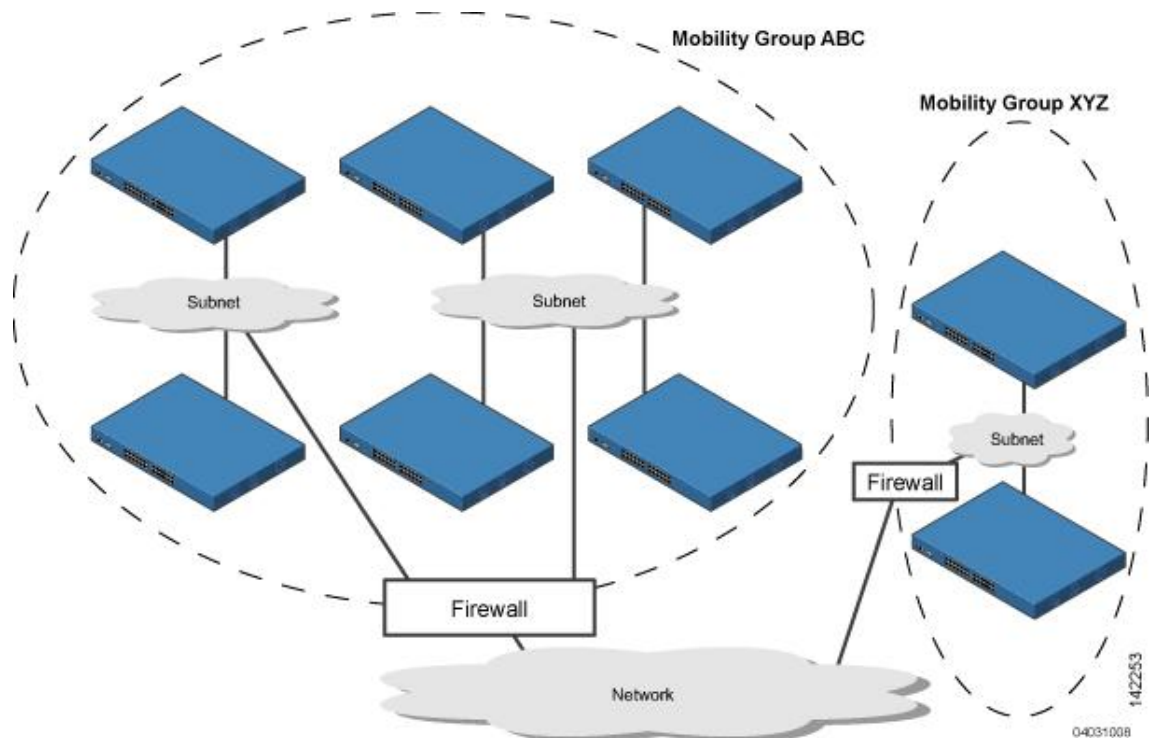 Mobility Group ABC
Mobility Group XYZ
Subnet
Subnet
Subnet
Firewall
Firewall
Network
142253
04031008